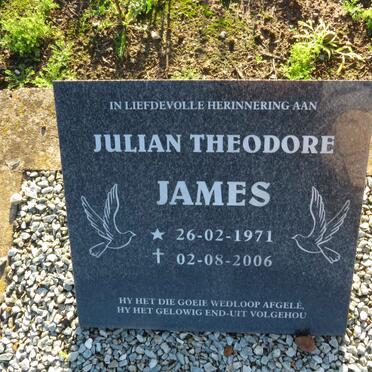 IN LIEFDEVOLLE HERINNERING AAN
JULIAN THEODORE
JAMES
★ 26-02-1971
✝ 02-08-2006
HY HET DIE GOEIE WEDLOOP AFGELÊ,
HY HET GELOWIG END-UIT VOLGEHOU